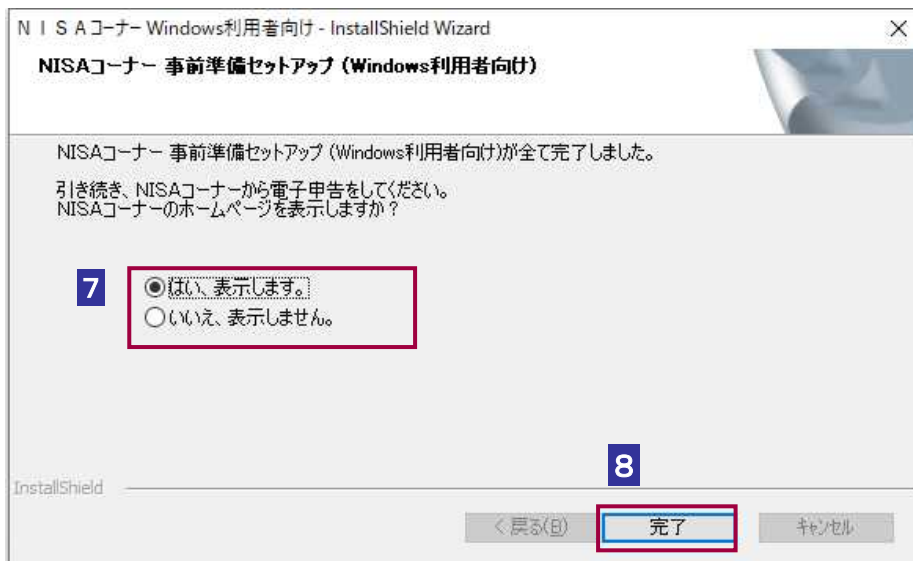 ＮＩＳＡコーナー Windows利用者向け - InstallShield Wizard
NISAコーナー 事前準備セットアップ (Windows利用者向け)
NISAコーナー 事前準備セットアップ (Windows利用者向け)が全て完了しました。
引き続き、NISAコーナーから電子申告をしてください。
NISAコーナーのホームページを表示しますか？
7
はい、表示します。
いいえ、表示しません。
8
InstallShield
< 戻る(B)
完了
キャンセル